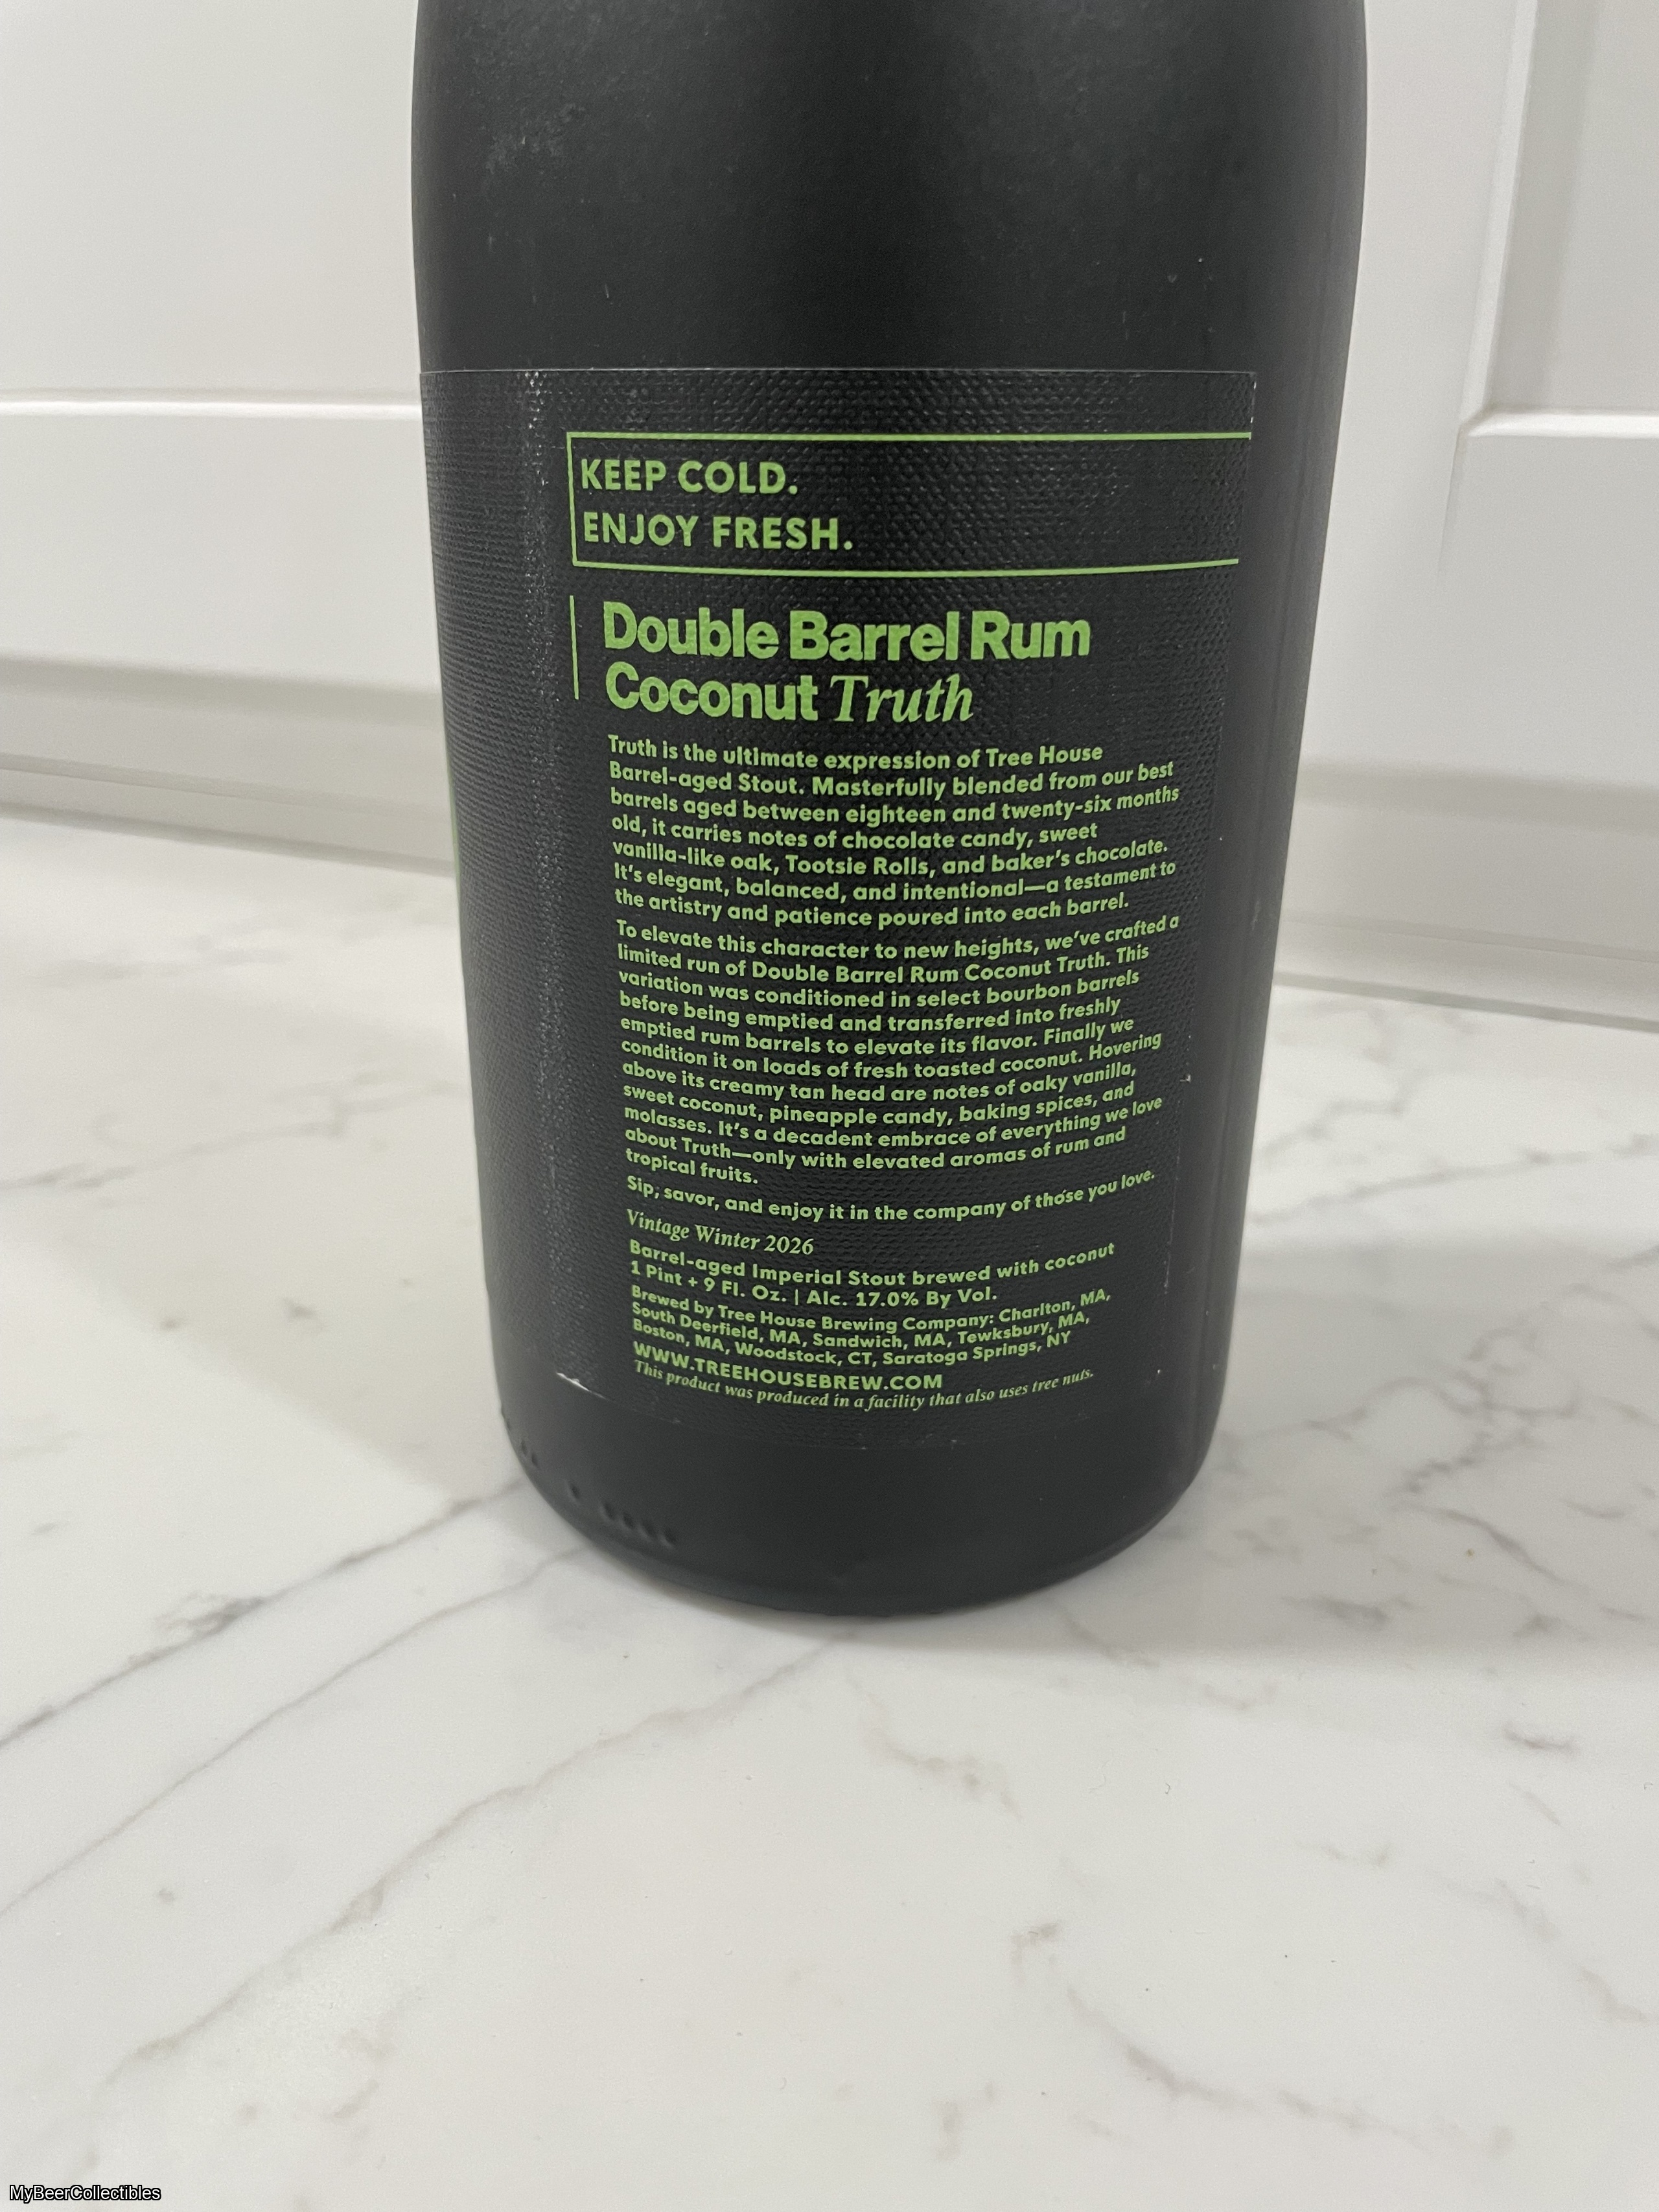 KEEP COLD.
ENJOY FRESH.
Double Barrel Rum
Coconut Truth
Truth is the ultimate expression of Tree House
Barrel-aged Stout. Masterfully blended from our best
barrels aged between eighteen and twenty-six months
old, it carries notes of chocolate candy, sweet
vanilla-like oak, Tootsie Rolls, and baker's chocolate.
It's elegant, balanced, and intentional—a testament to
the artistry and patience poured into each barrel.
To elevate this character to new heights, we've crafted a
limited run of Double Barrel Rum Coconut Truth. This
variation was conditioned in select bourbon barrels
before being emptied and transferred into freshly
emptied rum barrels to elevate its flavor. Finally we
condition it on loads of fresh toasted coconut. Hovering
above its creamy tan head are notes of oaky vanilla,
sweet coconut, pineapple candy, baking spices, and
molasses. It's a decadent embrace of everything we love
about Truth—only with elevated aromas of rum and
tropical fruits.
Sip, savor, and enjoy it in the company of those you love.
Vintage Winter 2026
Barrel-aged Imperial Stout brewed with coconut
1 Pint + 9 Fl. Oz. | Alc. 17.0% By Vol.
Brewed by Tree House Brewing Company: Charlton, MA,
South Deerfield, MA, Sandwich, MA, Tewksbury, MA,
Boston, MA, Woodstock, CT, Saratoga Springs, NY
WWW.TREEHOUSEBREW.COM
This product was produced in a facility that also uses tree nuts.
MyBeerCollectibles